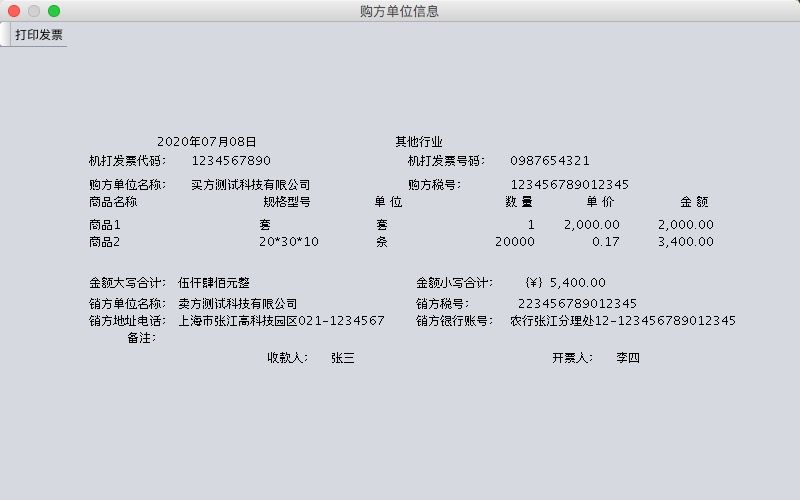 购方单位信息
打印发票
2020年07月08日 其他行业
机打发票代码: 1234567890 机打发票号码: 0987654321
购方单位名称: 买方测试科技有限公司 购方税号: 123456789012345
商品名称 规格型号 单 位 数 量 单 价 金 额
商品1 套 套 1 2,000.00 2,000.00
商品2 20*30*10 条 20000 0.17 3,400.00
金额大写合计: 伍仟肆佰元整 金额小写合计: {¥} 5,400.00
销方单位名称: 卖方测试科技有限公司 销方税号: 223456789012345
销方地址电话: 上海市张江高科技园区021-1234567 销方银行账号: 农行张江分理处12-123456789012345
备注:
收款人: 张三 开票人: 李四